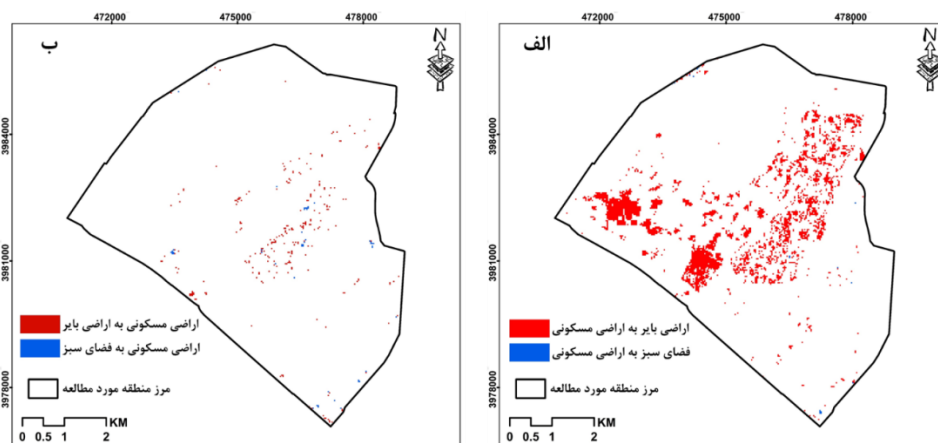 472000 475000 478000
ب
N
3984000
3981000
3978000
اراضی مسکونی به اراضی بایر
اراضی مسکونی به فضای سبز
مرز منطقه مورد مطالعه
KM
0 0.5 1 2
472000 475000 478000
الف
N
3984000
3981000
3978000
اراضی بایر به اراضی مسکونی
فضای سبز به اراضی مسکونی
مرز منطقه مورد مطالعه
KM
0 0.5 1 2